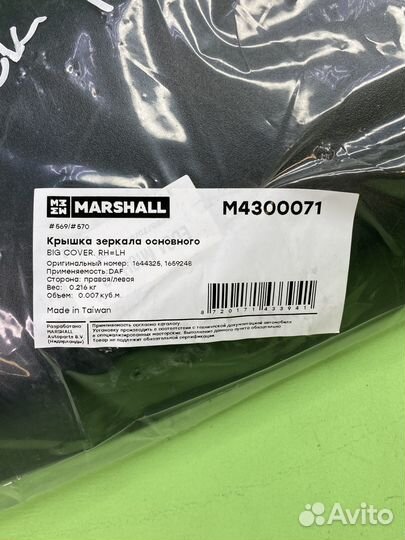 MARSHALL
M4300071
#569/#570
Крышка зеркала основного
BIG COVER. RH=LH
Оригинальный номер: 1644325, 1659248
Применяемость: DAF
Сторона: правая/левая
Вес: 0.216 кг
Объем: 0.007 куб.м.
Made in Taiwan
8720171433941
Разработано
MARSHALL
Autoparts B.V.
(Нидерланды)
Применяемость согласно каталогу.
Установку производить в соответствии с технической документацией автомобиля
в специализированных мастерских. Выполнение данного пункта обязательно.
Товар не подлежит обязательной сертификации.
Avito